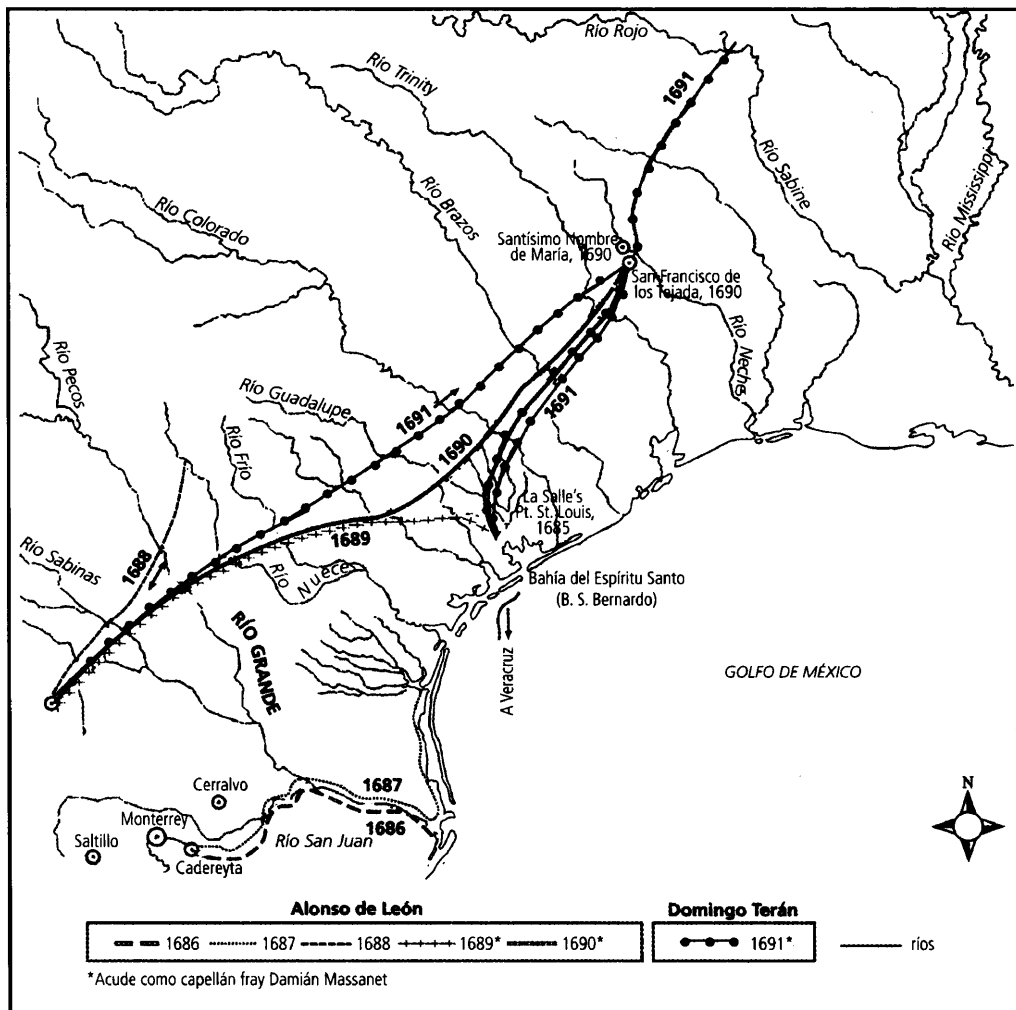 Río Rojo
Río Trinity
1691
Río Sabine
Río Mississippi
Río Brazos
Río Colorado
Santísimo Nombre
de María, 1690
San Francisco de
los Tejada, 1690
Río Neches
Río Pecos
Río Guadalupe
1691
1690
1691
Río Frio
La Salle's
Pt. St. Louis,
1685
1689
Río Sabinas
1688
Río Nueces
Bahía del Espíritu Santo
(B. S. Bernardo)
RÍO GRANDE
A Veracruz
GOLFO DE MÉXICO
Cerralvo
1687
Monterrey
1686
Saltillo
Río San Juan
Cadereyta
N
Alonso de León
Domingo Terán
1686 1687 1688 1689* 1690*
1691*
ríos
*Acude como capellán fray Damián Massanet